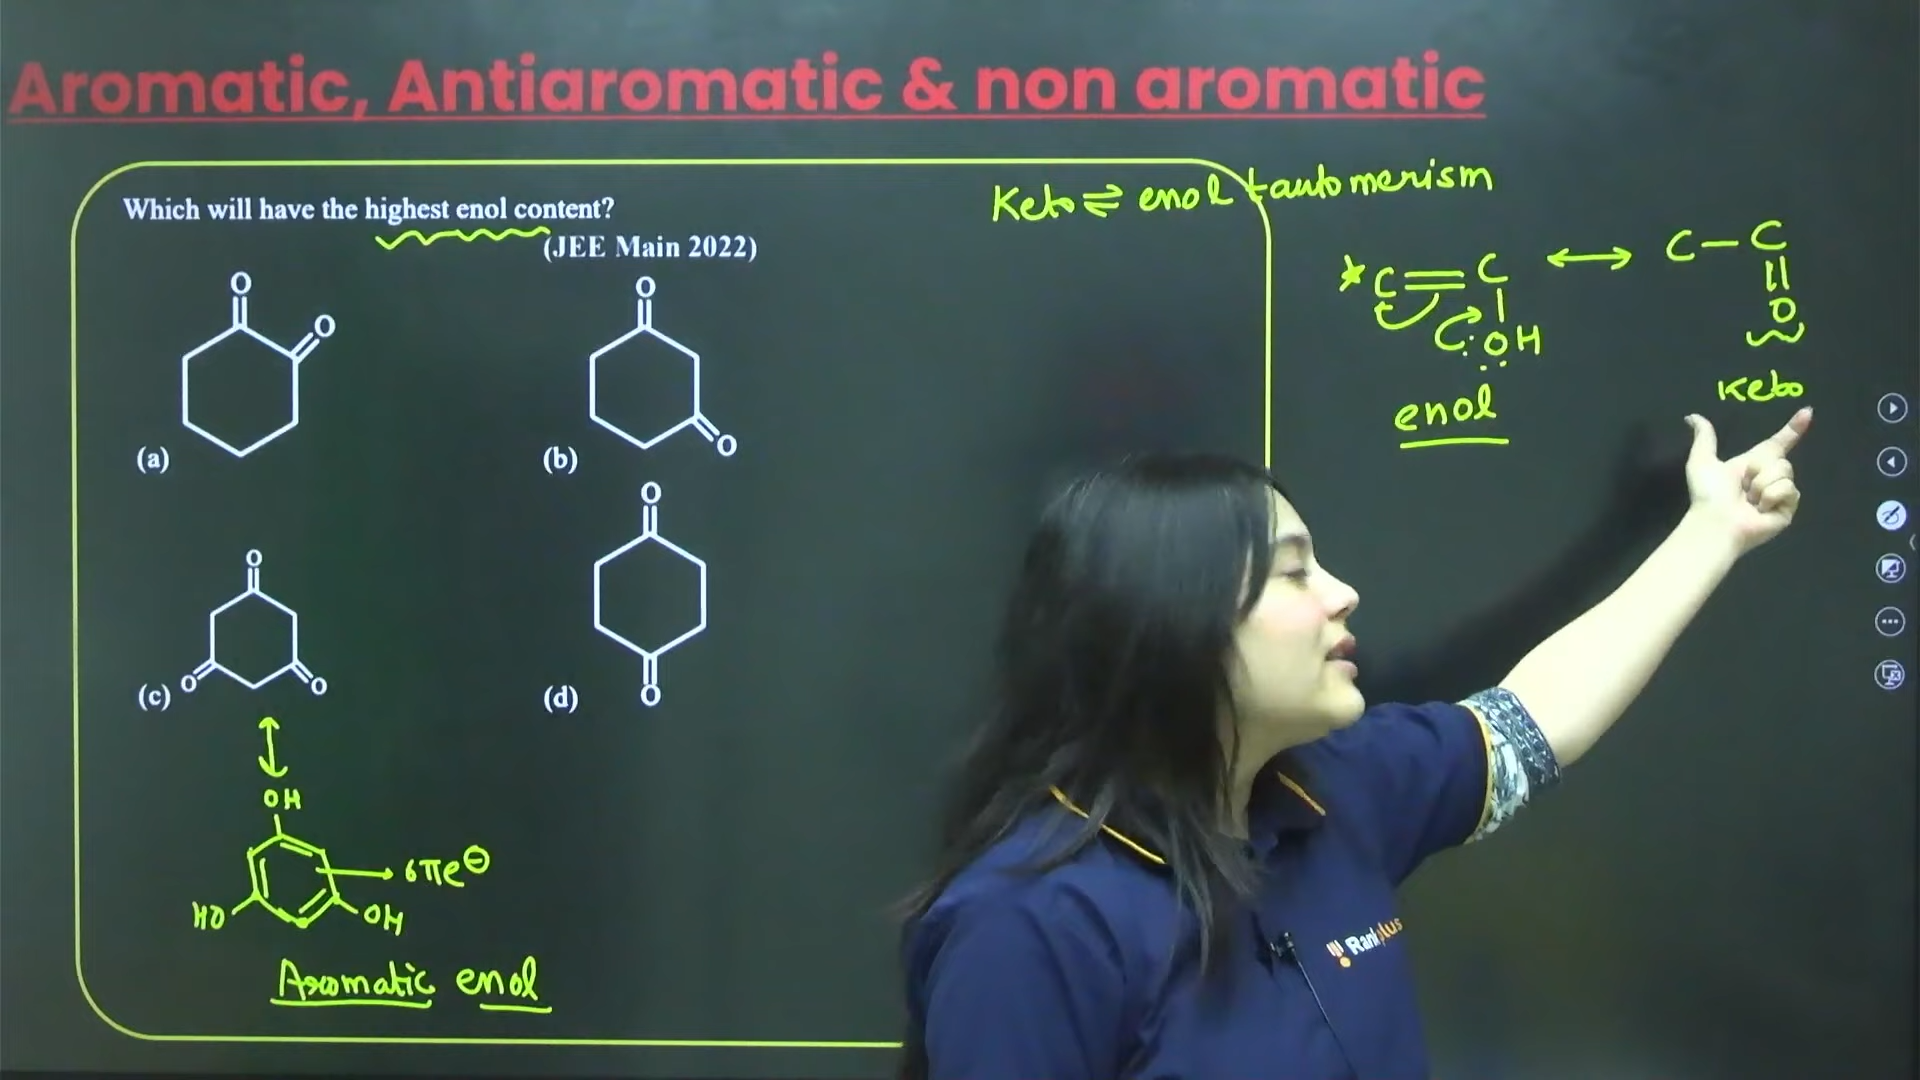 Aromatic, Antiaromatic & non aromatic
Which will have the highest enol content?
(JEE Main 2022)
Keto ⇌ enol tautomerism
O
O
(a)
O
O
(b)
* C = C ⟷ C – C
OH
O
enol
Keto
O
O
O
(c)
O
O
(d)
OH
HO
OH
6πe⊖
Aromatic enol
Rankplus